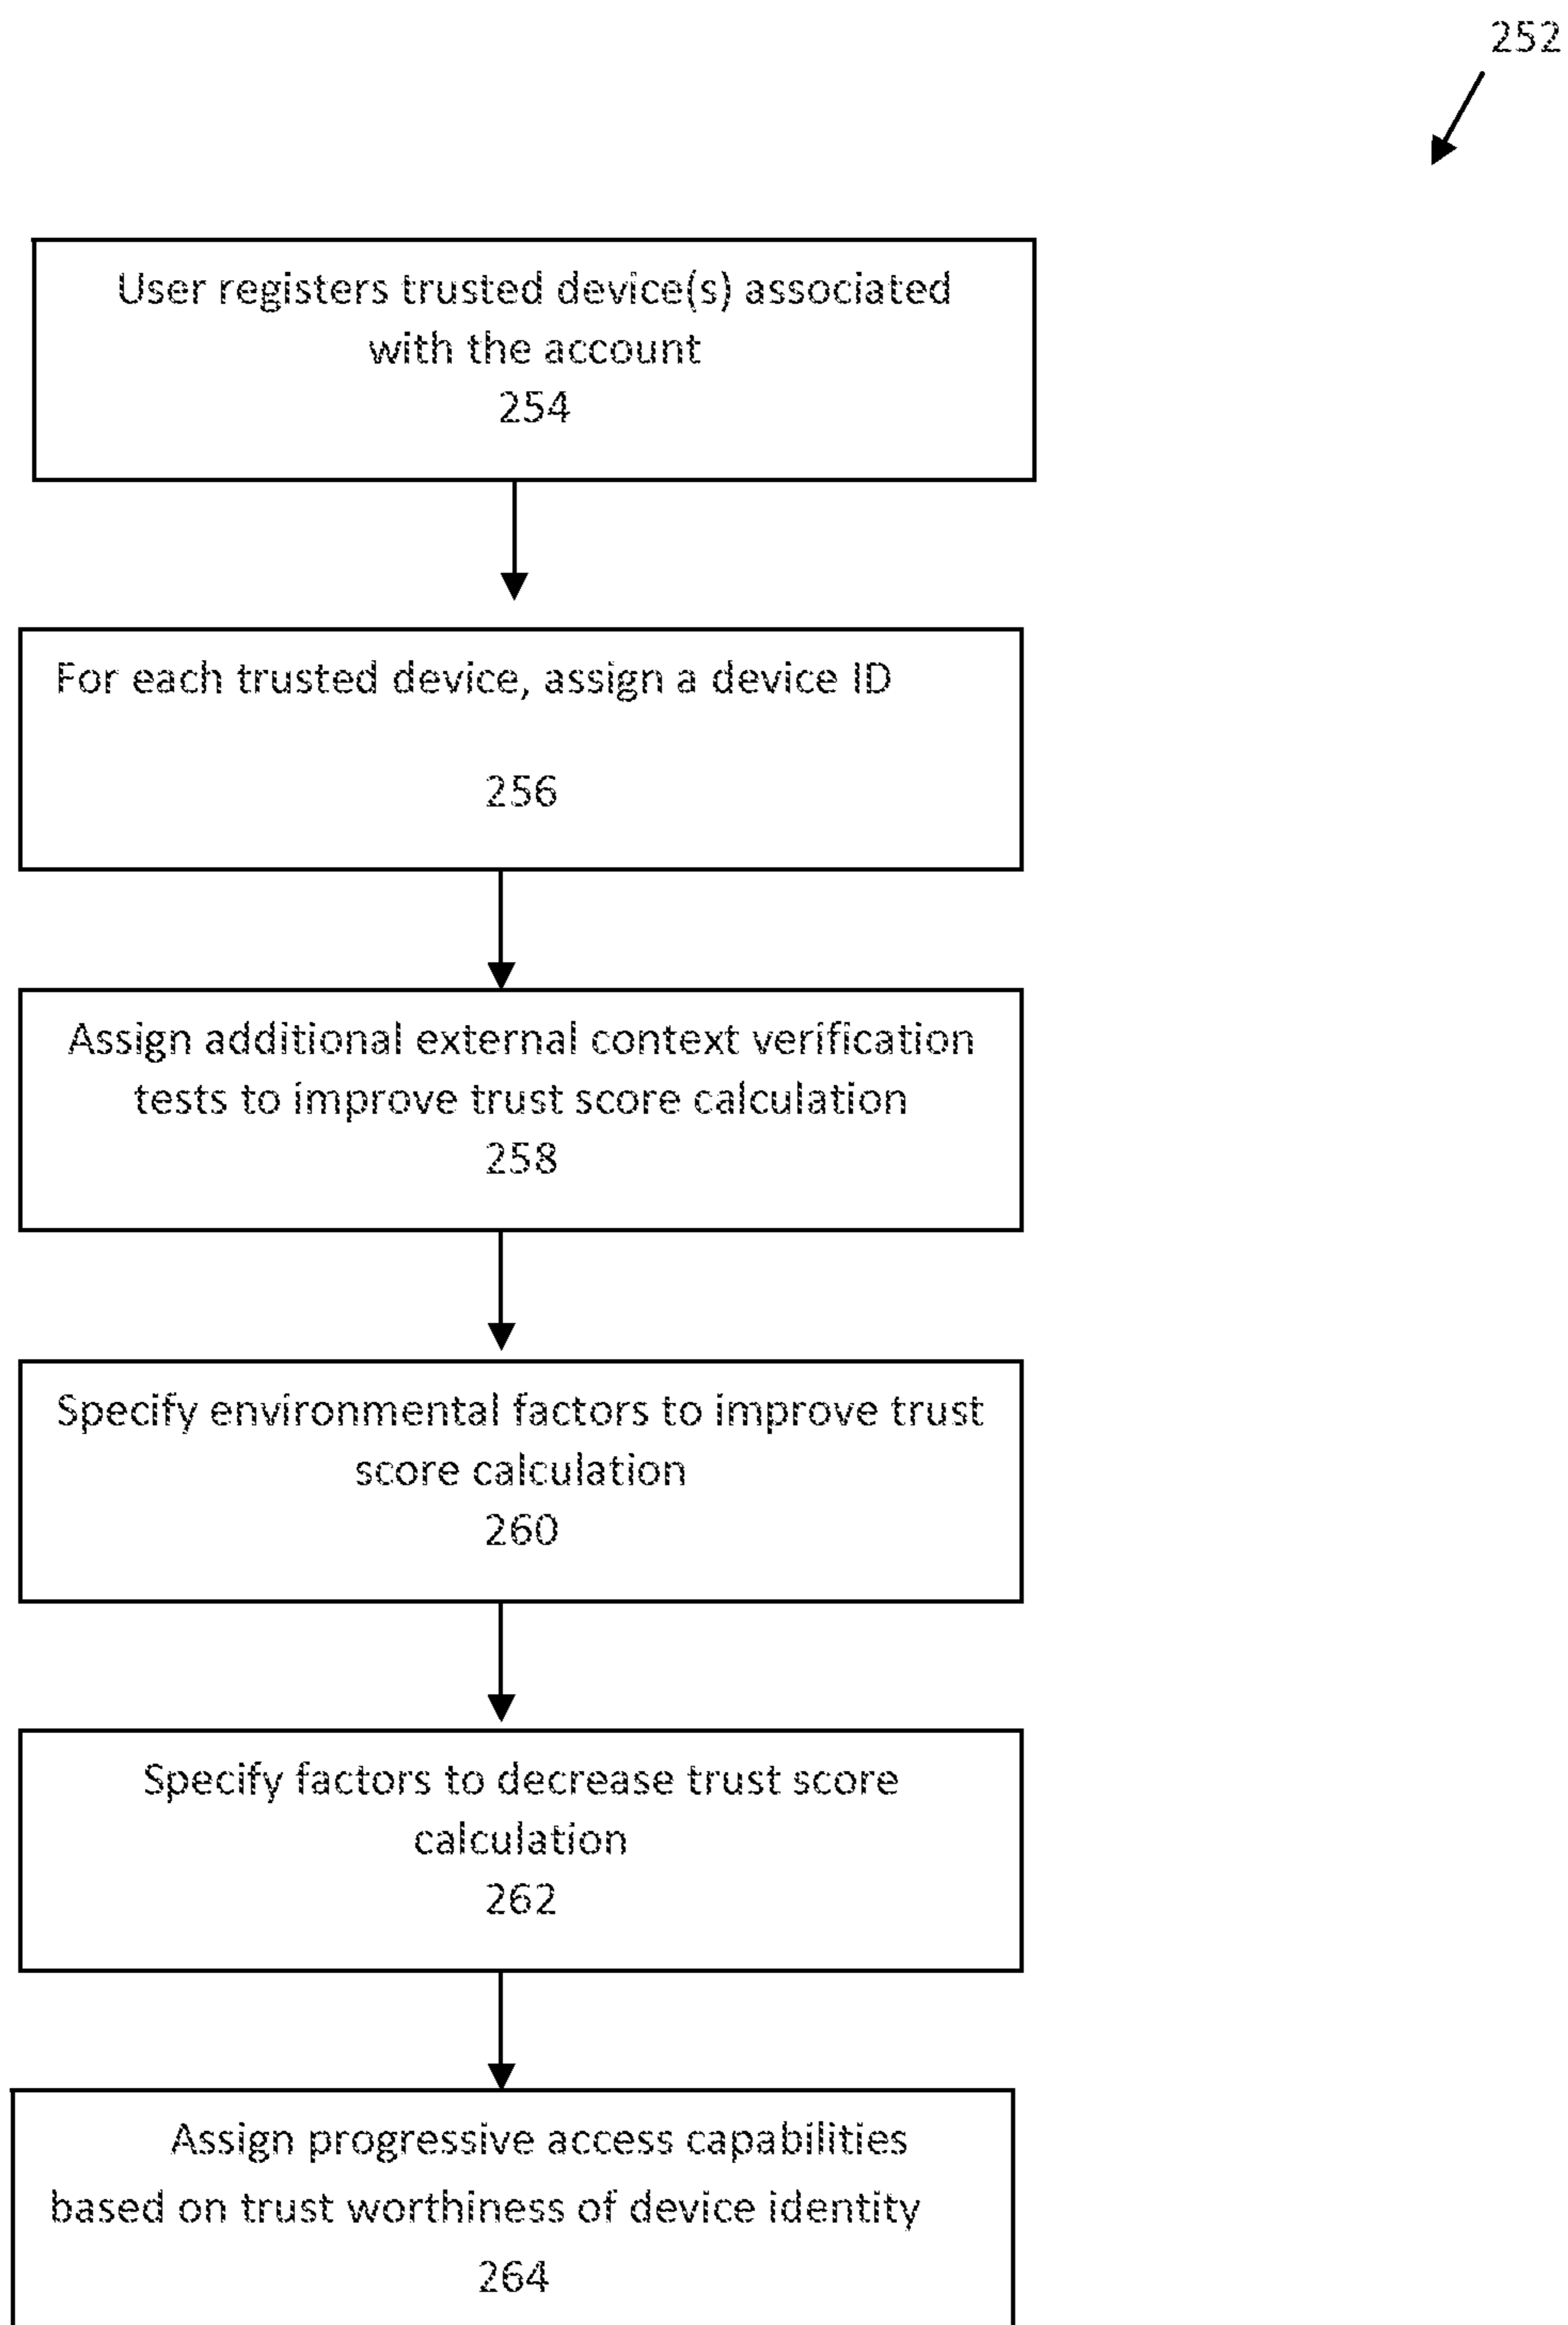 252
User registers trusted device(s) associated
with the account
254
For each trusted device, assign a device ID
256
Assign additional external context verification
tests to improve trust score calculation
258
Specify environmental factors to improve trust
score calculation
260
Specify factors to decrease trust score
calculation
262
Assign progressive access capabilities
based on trust worthiness of device identity
264